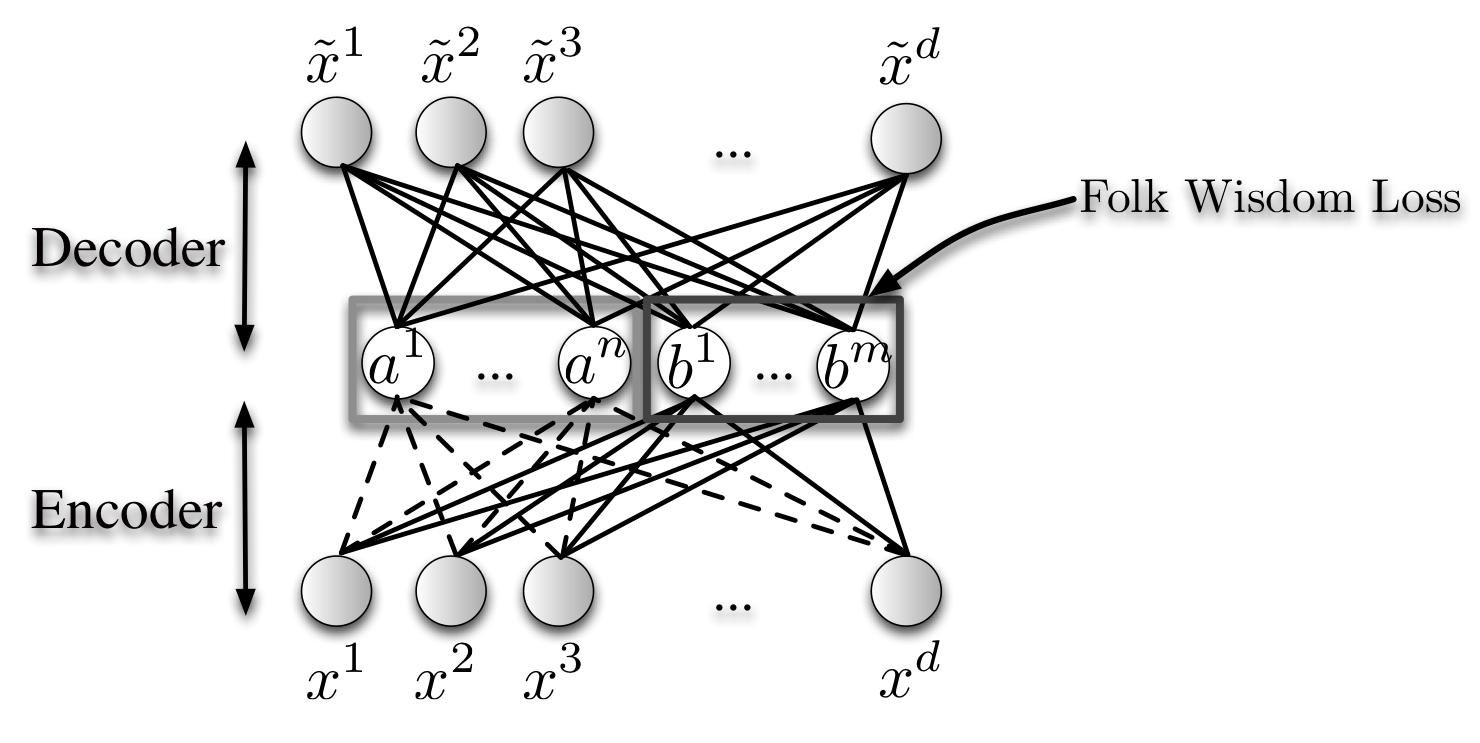 x̃¹ x̃² x̃³ ... x̃ᵈ
Folk Wisdom Loss
Decoder
a¹ ... aⁿ b¹ ... bᵐ
Encoder
...
x¹ x² x³ xᵈ